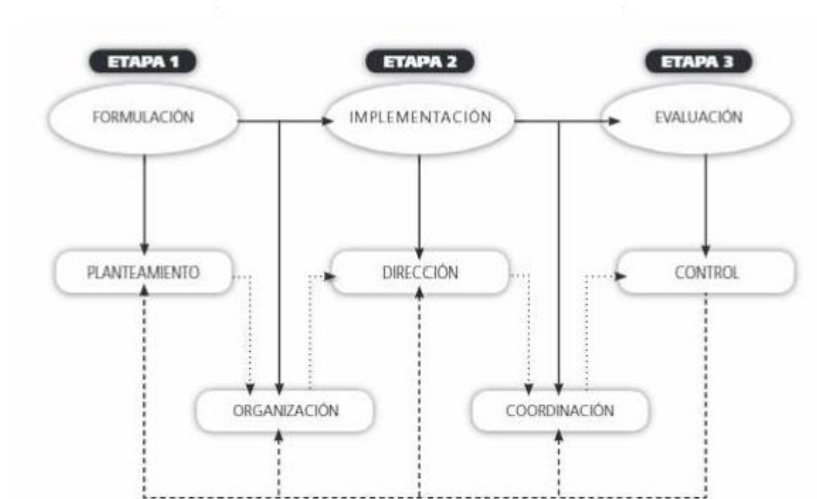 ETAPA 1
ETAPA 2
ETAPA 3
FORMULACIÓN
IMPLEMENTACIÓN
EVALUACIÓN
PLANTEAMIENTO
DIRECCIÓN
CONTROL
ORGANIZACIÓN
COORDINACIÓN